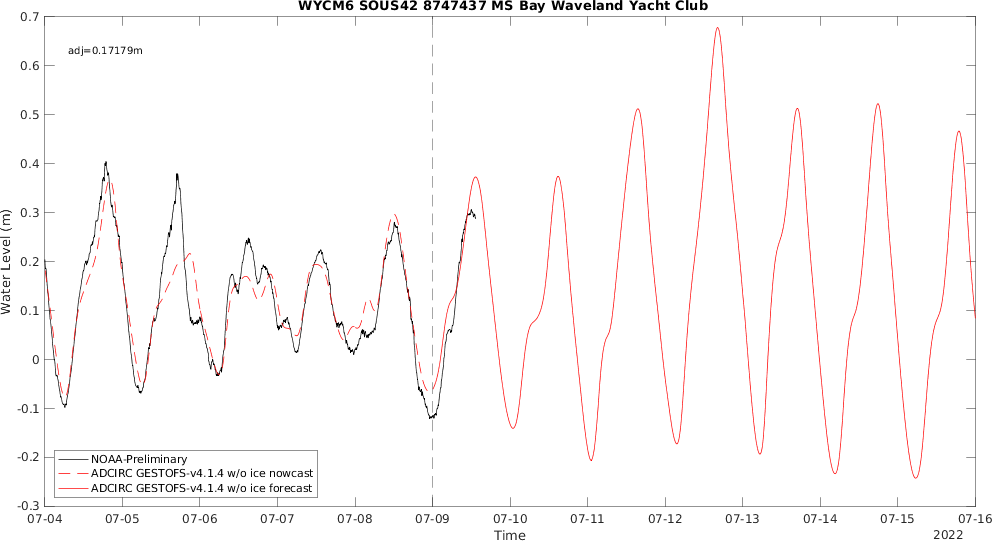 WYCM6 SOUS42 8747437 MS Bay Waveland Yacht Club
adj=0.17179m
Water Level (m)
0.7
0.6
0.5
0.4
0.3
0.2
0.1
0
-0.1
-0.2
-0.3
NOAA-Preliminary
ADCIRC GESTOFS-v4.1.4 w/o ice nowcast
ADCIRC GESTOFS-v4.1.4 w/o ice forecast
07-04 07-05 07-06 07-07 07-08 07-09 07-10 07-11 07-12 07-13 07-14 07-15 07-16
Time
2022